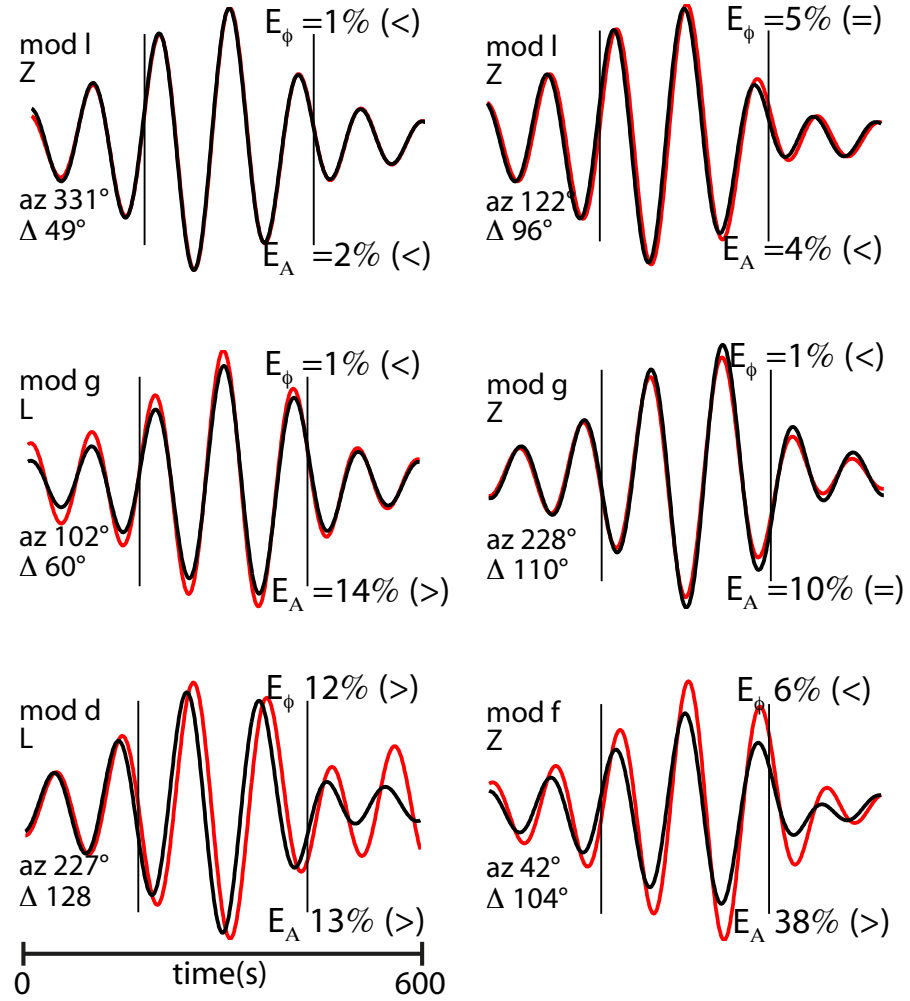 E_ϕ =1% (<)
mod l
Z
az 331°
Δ 49°
E_A =2% (<)
E_ϕ =5% (=)
mod l
Z
az 122°
Δ 96°
E_A =4% (<)
E_ϕ =1% (<)
mod g
L
az 102°
Δ 60°
E_A =14% (>)
E_ϕ =1% (<)
mod g
Z
az 228°
Δ 110°
E_A =10% (=)
E_ϕ 12% (>)
mod d
L
az 227°
Δ 128
E_A 13% (>)
E_ϕ 6% (<)
mod f
Z
az 42°
Δ 104°
E_A 38% (>)
0 time(s) 600